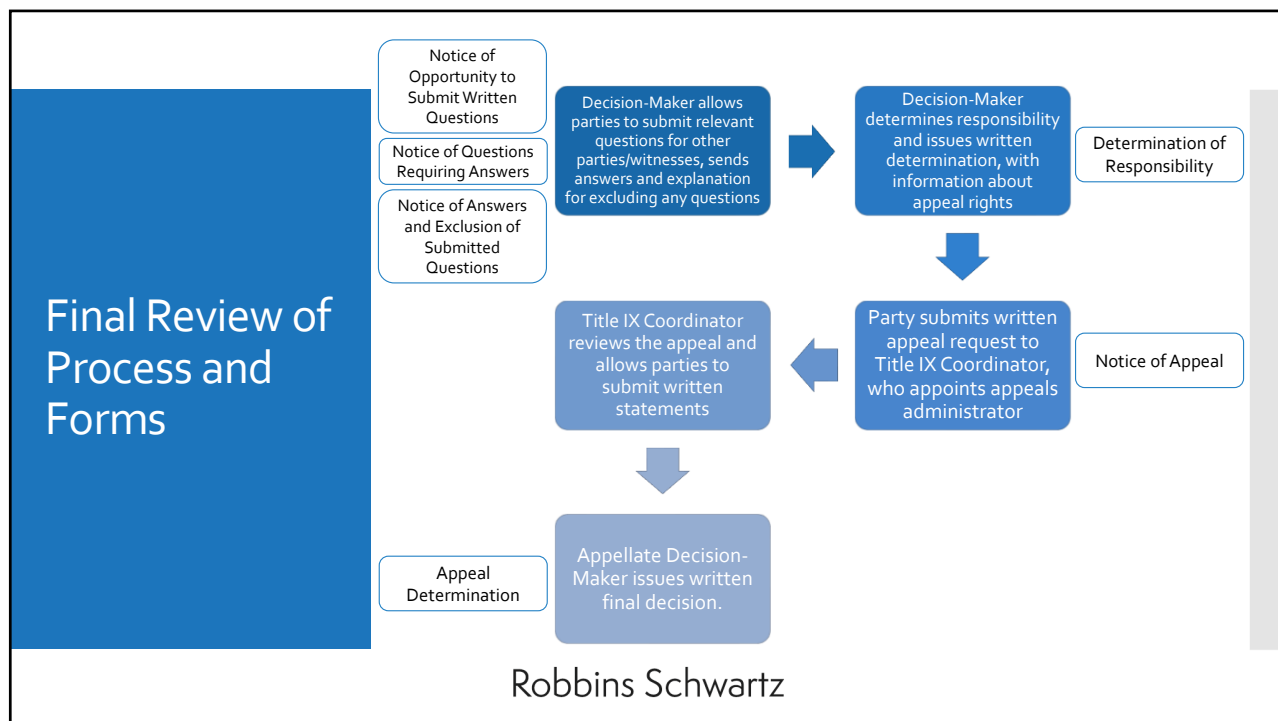 Final Review of
Process and
Forms
Notice of
Opportunity to
Submit Written
Questions
Notice of Questions
Requiring Answers
Notice of Answers
and Exclusion of
Submitted
Questions
Decision-Maker allows
parties to submit relevant
questions for other
parties/witnesses, sends
answers and explanation
for excluding any questions
Decision-Maker
determines responsibility
and issues written
determination, with
information about
appeal rights
Determination of
Responsibility
Party submits written
appeal request to
Title IX Coordinator,
who appoints appeals
administrator
Notice of Appeal
Title IX Coordinator
reviews the appeal and
allows parties to
submit written
statements
Appeal
Determination
Appellate Decision-
Maker issues written
final decision.
Robbins Schwartz